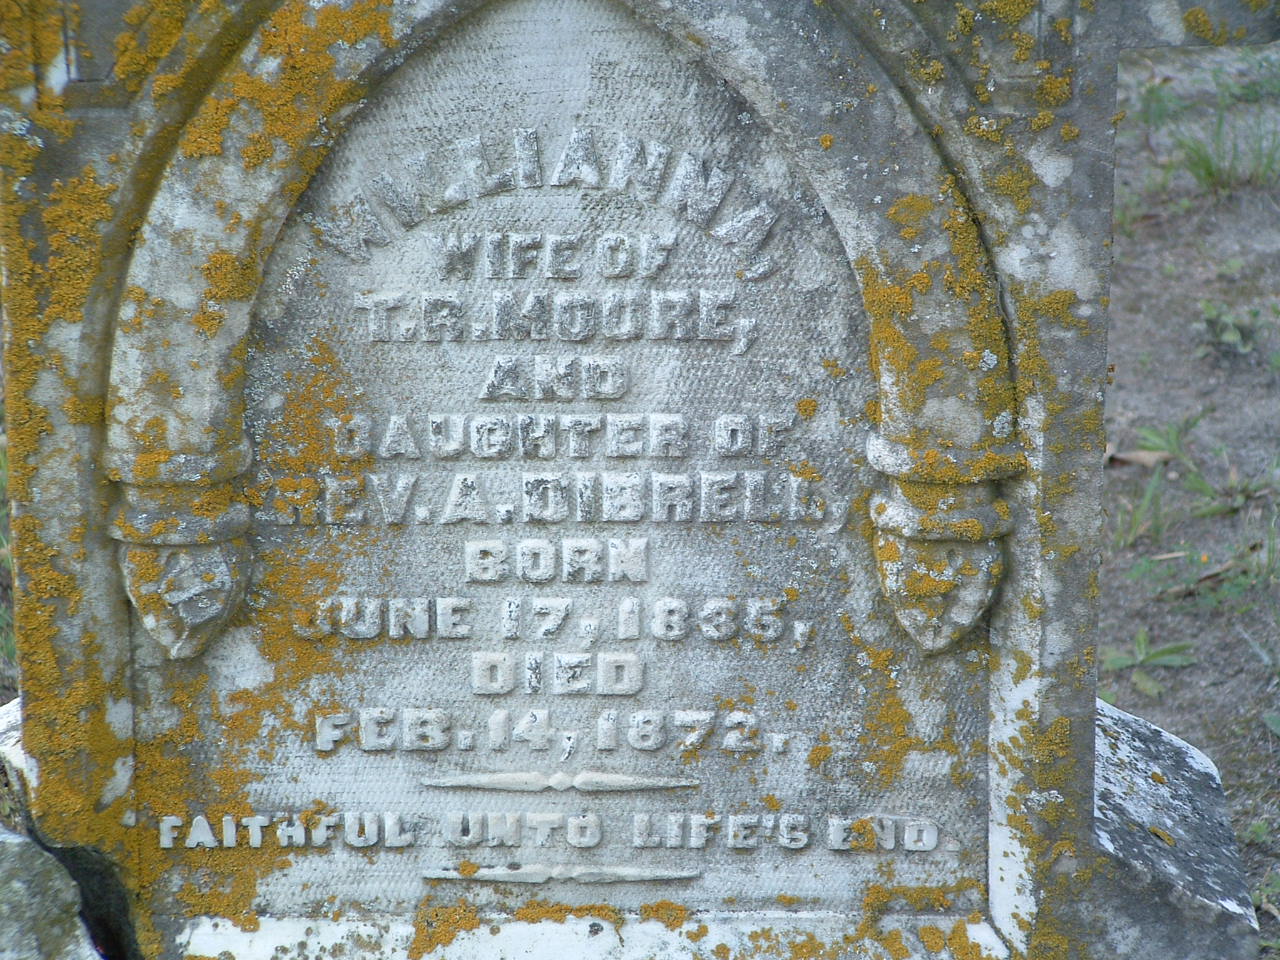 WILLIANNA,
WIFE OF
T.R. MOORE,
AND
DAUGHTER OF
REV. A. DIBRELL,
BORN
JUNE 17, 1835,
DIED
FEB. 14, 1872.
FAITHFUL UNTO LIFE'S END.